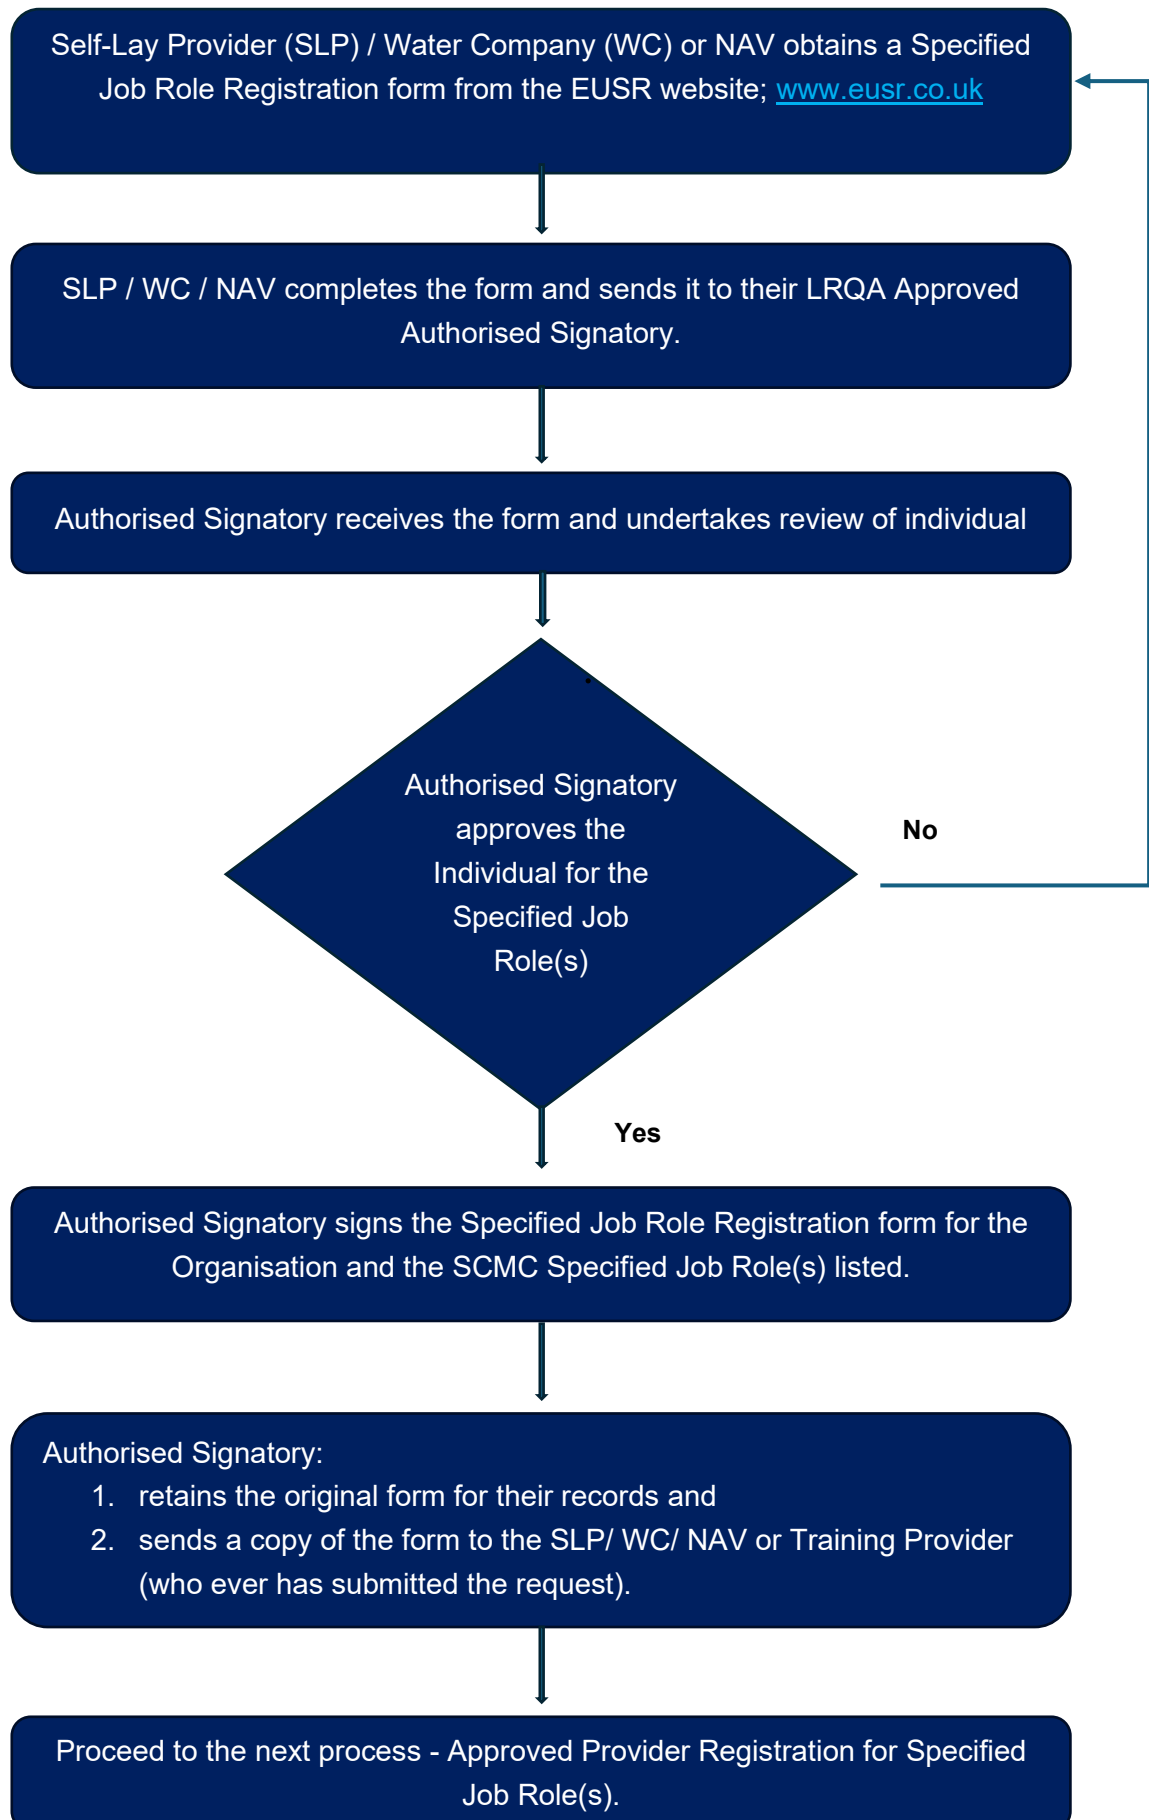 Self-Lay Provider (SLP) / Water Company (WC) or NAV obtains a Specified
Job Role Registration form from the EUSR website; www.eusr.co.uk
SLP / WC / NAV completes the form and sends it to their LRQA Approved
Authorised Signatory.
Authorised Signatory receives the form and undertakes review of individual
Authorised Signatory
approves the
Individual for the
Specified Job
Role(s)
No
Yes
Authorised Signatory signs the Specified Job Role Registration form for the
Organisation and the SCMC Specified Job Role(s) listed.
Authorised Signatory:
1. retains the original form for their records and
2. sends a copy of the form to the SLP/ WC/ NAV or Training Provider
(who ever has submitted the request).
Proceed to the next process - Approved Provider Registration for Specified
Job Role(s).